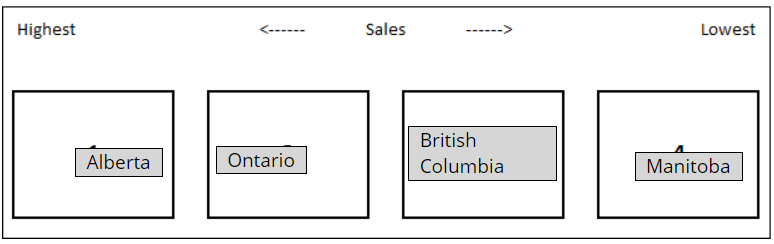 Highest <------ Sales ------> Lowest
Alberta
Ontario
British
Columbia
Manitoba